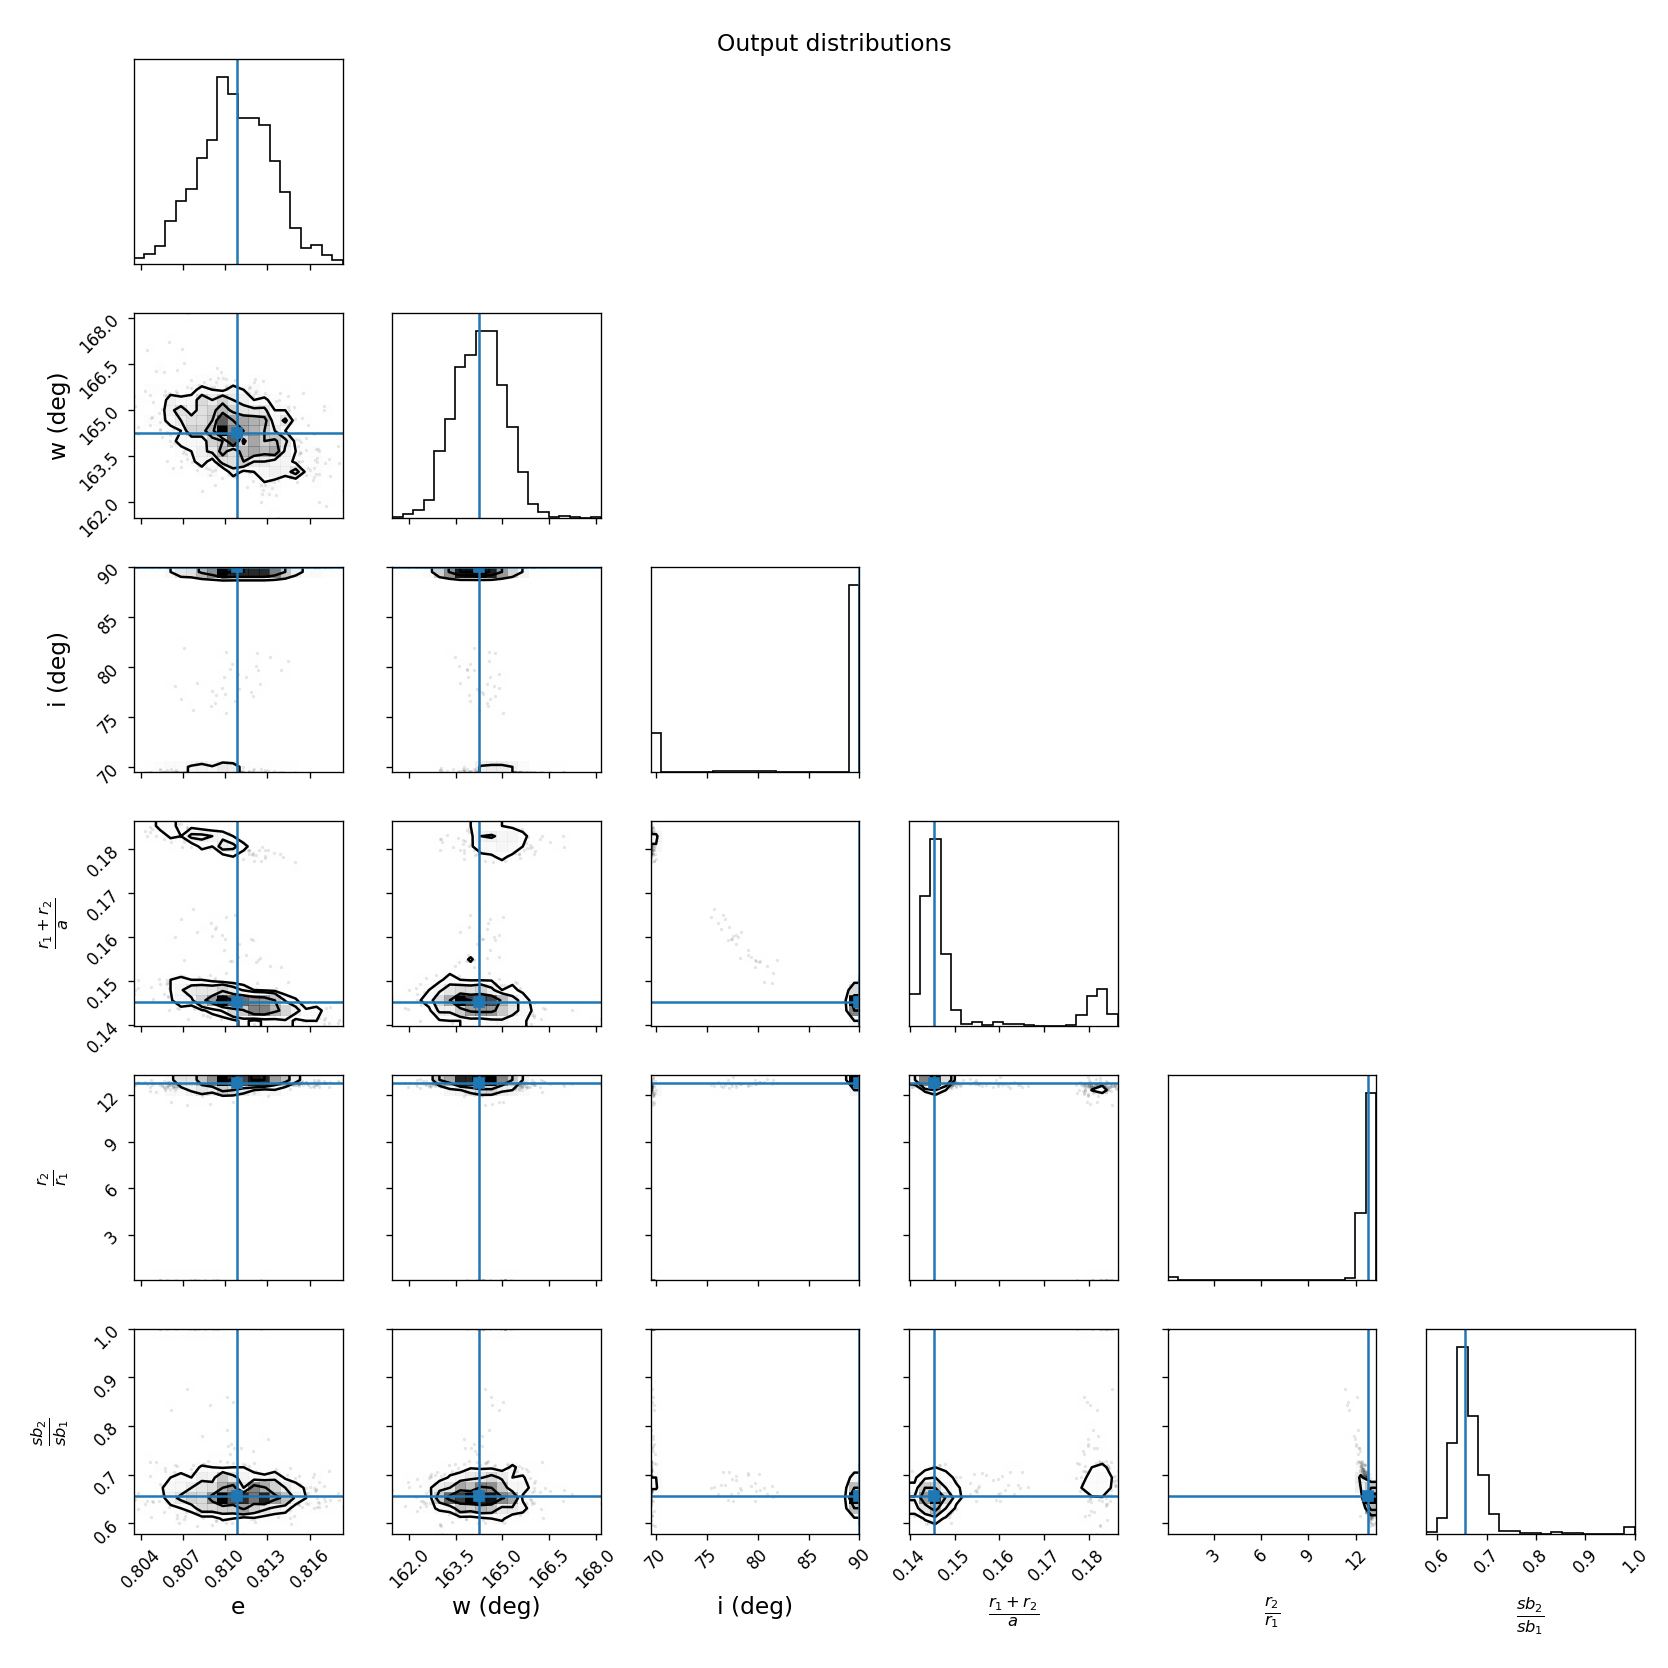 Output distributions
168.0
166.5
165.0
163.5
162.0
w (deg)
90
85
80
75
70
i (deg)
0.18
0.17
0.16
0.15
0.14
r₁ + r₂
a
12
9
6
3
r₂
r₁
1.0
0.9
0.8
0.7
0.6
sb₂
sb₁
0.804 0.807 0.810 0.813 0.816
162.0 163.5 165.0 166.5 168.0
70 75 80 85 90
0.14 0.15 0.16 0.17 0.18
3 6 9 12
0.6 0.7 0.8 0.9 1.0
e
w (deg)
i (deg)
r₁ + r₂
a
r₂
r₁
sb₂
sb₁